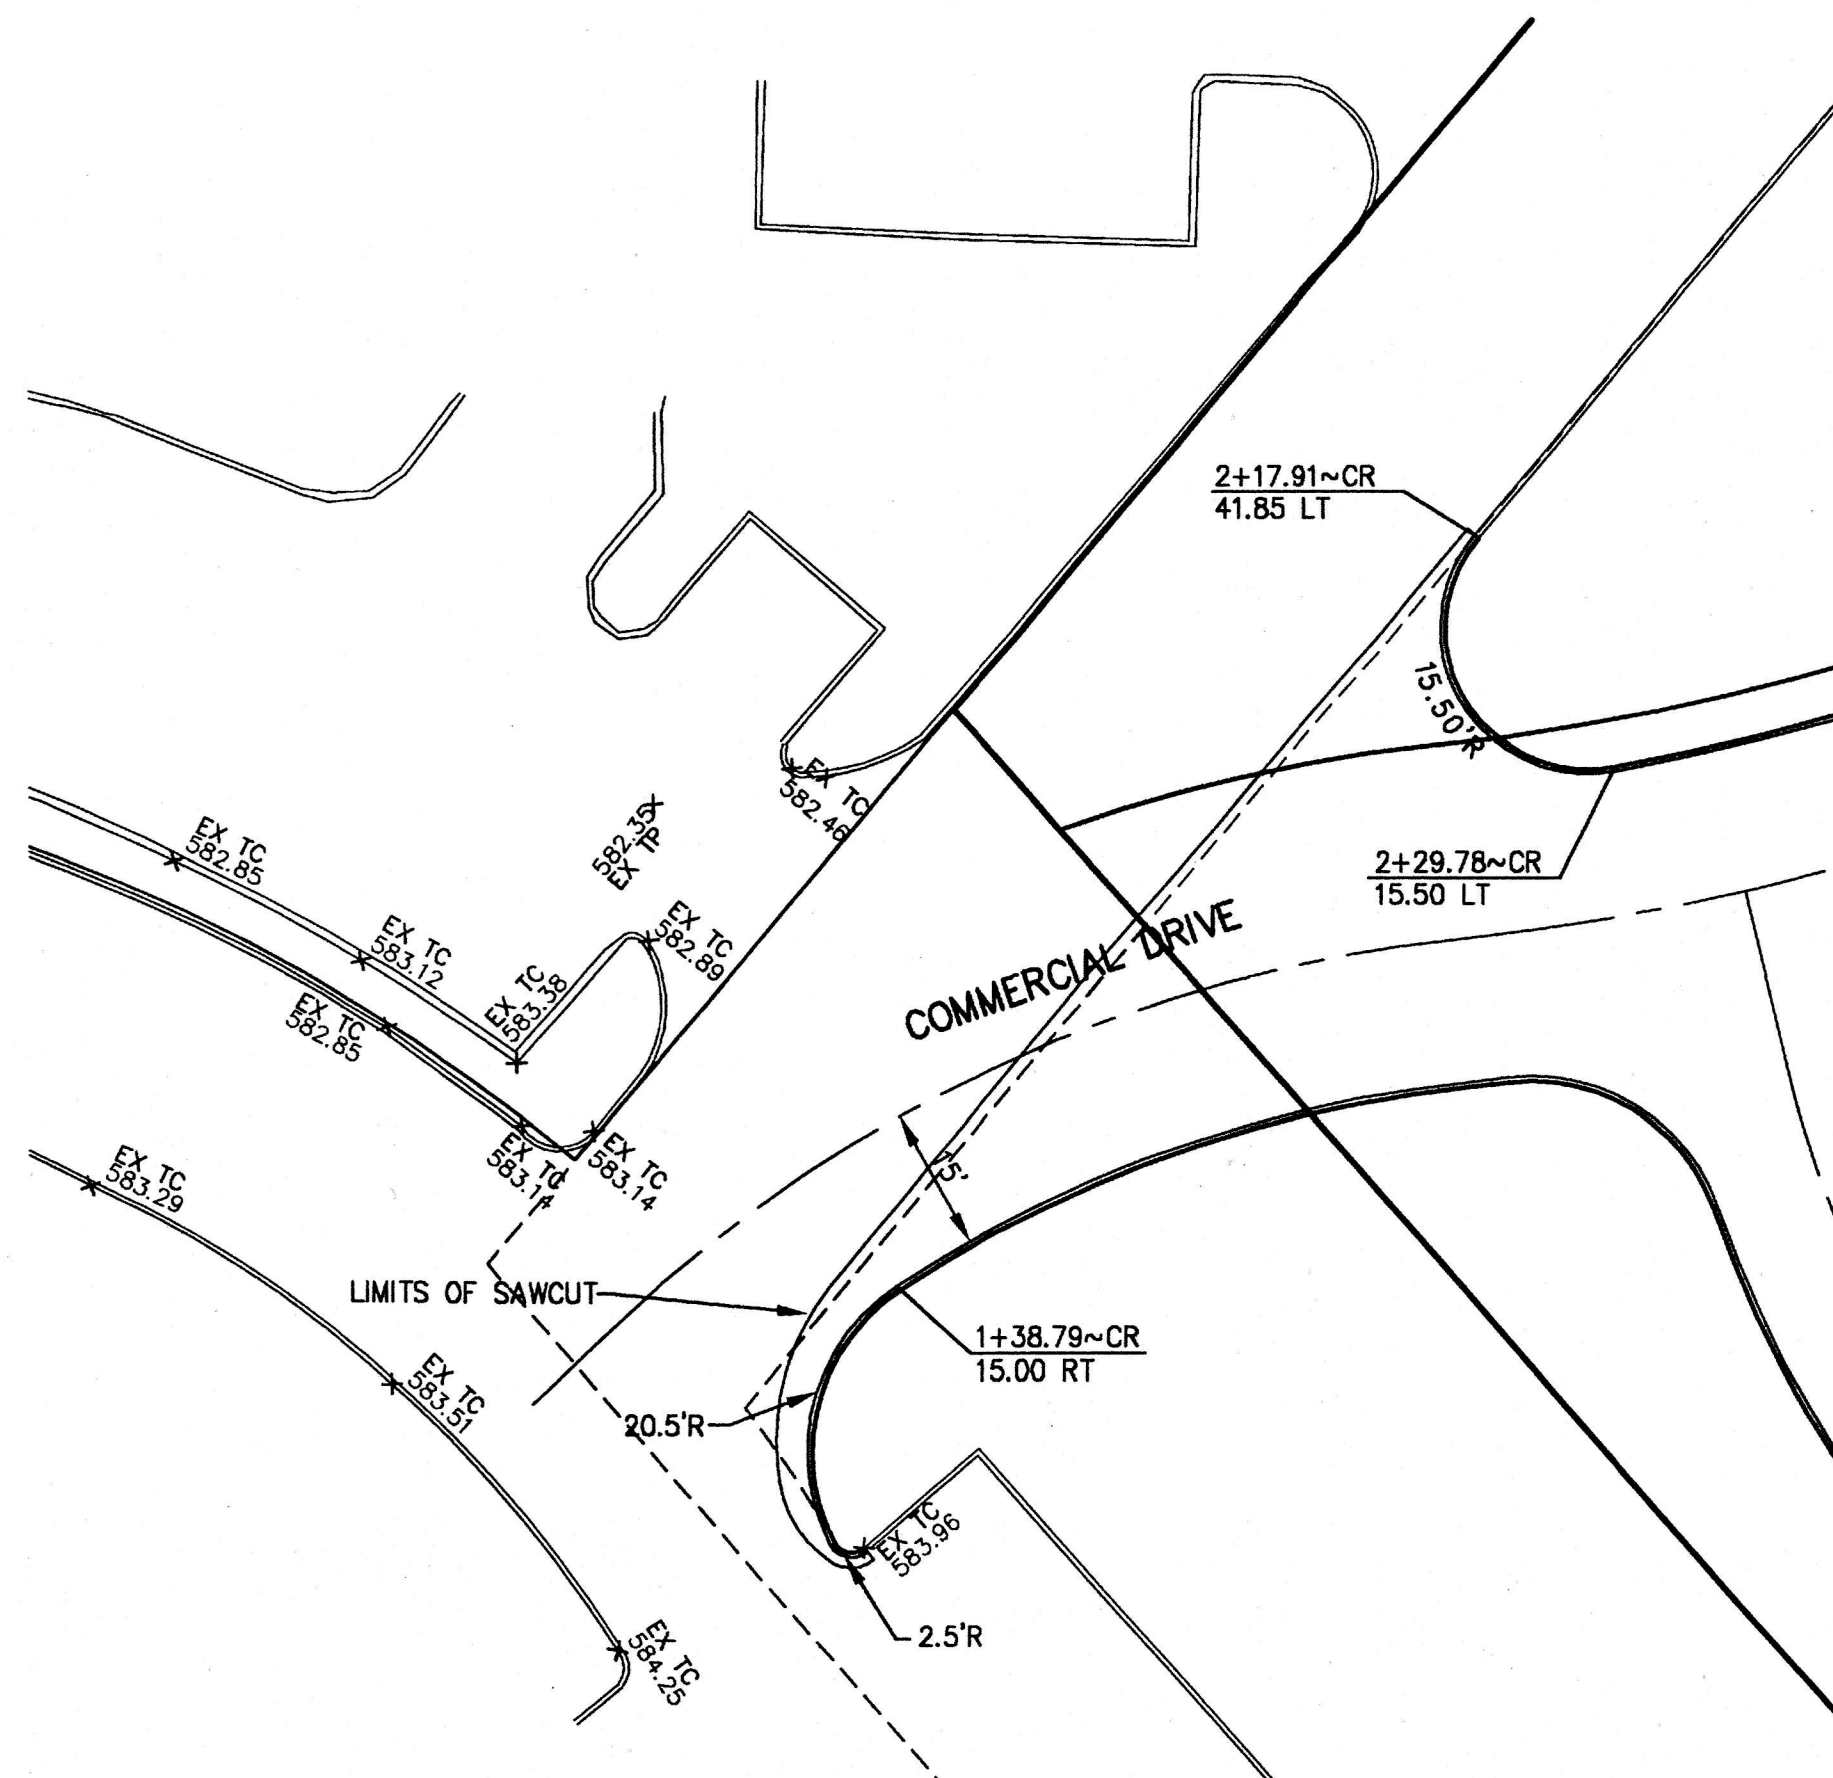 2+17.91~CR
41.85 LT
15.50'R
EX TC
582.46
582.35
EX TP
EX TC
582.85
2+29.78~CR
15.50 LT
EX TC
582.89
EX TC
583.12
COMMERCIAL DRIVE
EX TC
583.38
EX TC
582.85
EX TC
583.14
EX TC
583.14
EX TC
583.29
15'
LIMITS OF SAWCUT
1+38.79~CR
15.00 RT
EX TC
583.51
20.5'R
EX TC
583.96
2.5'R
EX TC
584.25